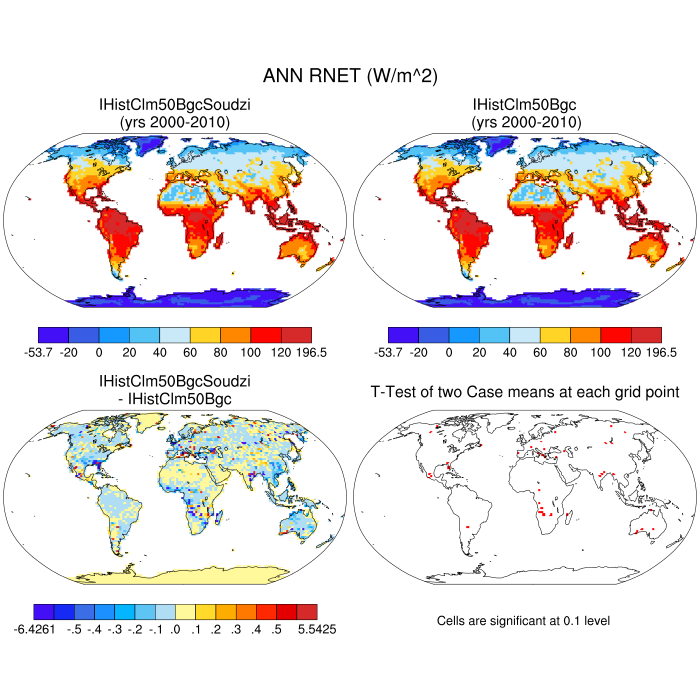 ANN RNET (W/m^2)
IHistClm50BgcSoudzi
(yrs 2000-2010)
IHistClm50Bgc
(yrs 2000-2010)
-53.7 -20 0 20 40 60 80 100 120 196.5
-53.7 -20 0 20 40 60 80 100 120 196.5
IHistClm50BgcSoudzi
- IHistClm50Bgc
T-Test of two Case means at each grid point
-6.4261 -.5 -.4 -.3 -.2 -.1 .0 .1 .2 .3 .4 .5 5.5425
Cells are significant at 0.1 level